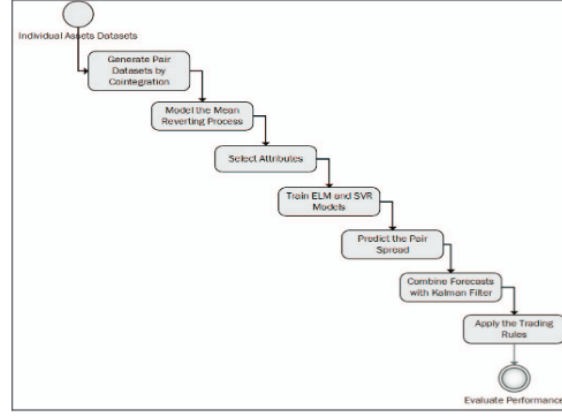 Individual Assets Datasets
Generate Pair
Datasets by
Cointegration
Model the Mean
Reverting Process
Select Attributes
Train ELM and SVR
Models
Predict the Pair
Spread
Combine Forecasts
with Kalman Filter
Apply the Trading
Rules
Evaluate Performance